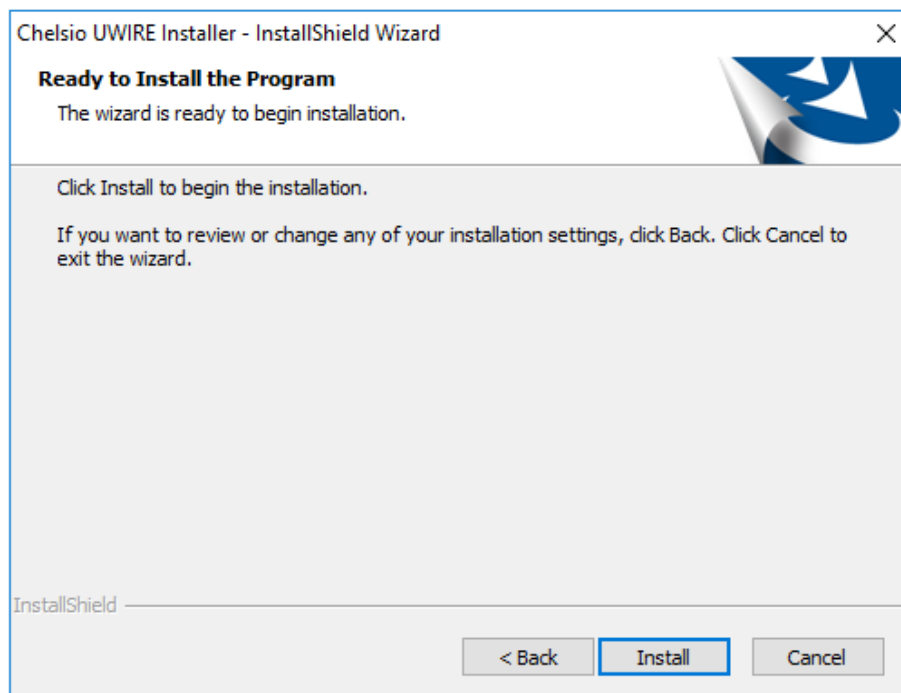 Chelsio UWIRE Installer - InstallShield Wizard
Ready to Install the Program
The wizard is ready to begin installation.
Click Install to begin the installation.
If you want to review or change any of your installation settings, click Back. Click Cancel to
exit the wizard.
InstallShield
< Back
Install
Cancel